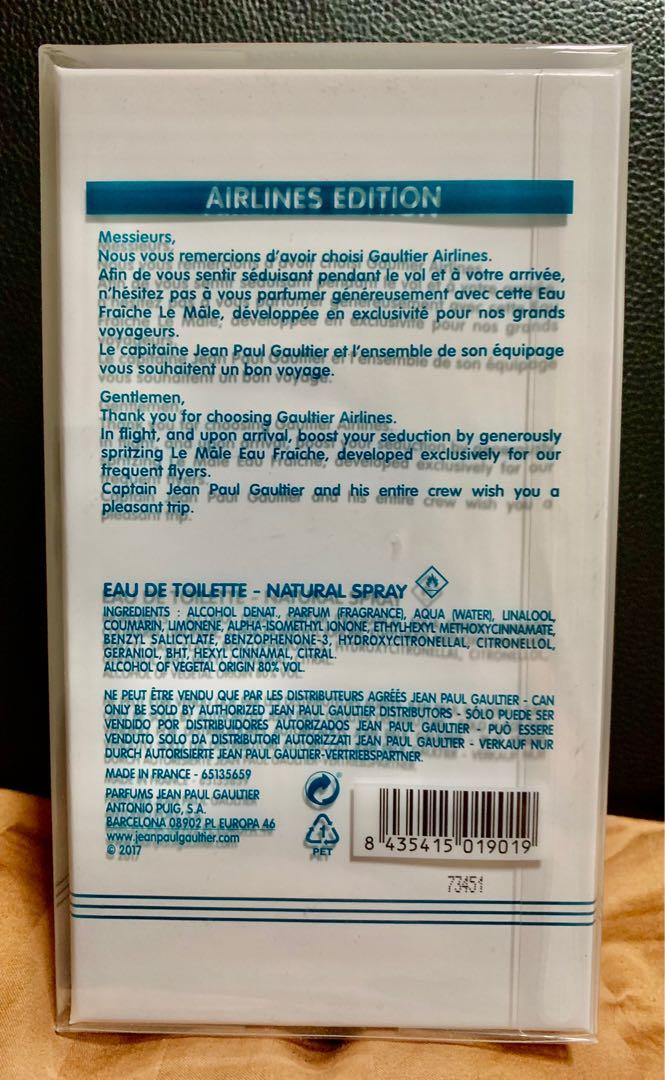 AIRLINES EDITION
Messieurs,
Nous vous remercions d'avoir choisi Gaultier Airlines.
Afin de vous sentir séduisant pendant le vol et à votre arrivée,
n'hésitez pas à vous parfumer généreusement avec cette Eau
Fraîche Le Mâle, développée en exclusivité pour nos grands
voyageurs.
Le capitaine Jean Paul Gaultier et l'ensemble de son équipage
vous souhaitent un bon voyage.
Gentlemen,
Thank you for choosing Gaultier Airlines.
In flight, and upon arrival, boost your seduction by generously
spritzing Le Mâle Eau Fraîche, developed exclusively for our
frequent flyers.
Captain Jean Paul Gaultier and his entire crew wish you a
pleasant trip.
EAU DE TOILETTE - NATURAL SPRAY
INGREDIENTS : ALCOHOL DENAT., PARFUM (FRAGRANCE), AQUA (WATER), LINALOOL,
COUMARIN, LIMONENE, ALPHA-ISOMETHYL IONONE, ETHYLHEXYL METHOXYCINNAMATE,
BENZYL SALICYLATE, BENZOPHENONE-3, HYDROXYCITRONELLAL, CITRONELLOL,
GERANIOL, BHT, HEXYL CINNAMAL, CITRAL.
ALCOHOL OF VEGETAL ORIGIN 80% VOL.
NE PEUT ÊTRE VENDU QUE PAR LES DISTRIBUTEURS AGRÉÉS JEAN PAUL GAULTIER - CAN
ONLY BE SOLD BY AUTHORIZED JEAN PAUL GAULTIER DISTRIBUTORS - SÓLO PUEDE SER
VENDIDO POR DISTRIBUIDORES AUTORIZADOS JEAN PAUL GAULTIER - PUÒ ESSERE
VENDUTO SOLO DA DISTRIBUTORI AUTORIZZATI JEAN PAUL GAULTIER - VERKAUF NUR
DURCH AUTORISIERTE JEAN PAUL GAULTIER-VERTRIEBSPARTNER.
MADE IN FRANCE - 65135659
PARFUMS JEAN PAUL GAULTIER
ANTONIO PUIG, S.A.
BARCELONA 08902 PL EUROPA 46
www.jeanpaulgaultier.com
© 2017
1
PET
8 435415 019019
73451